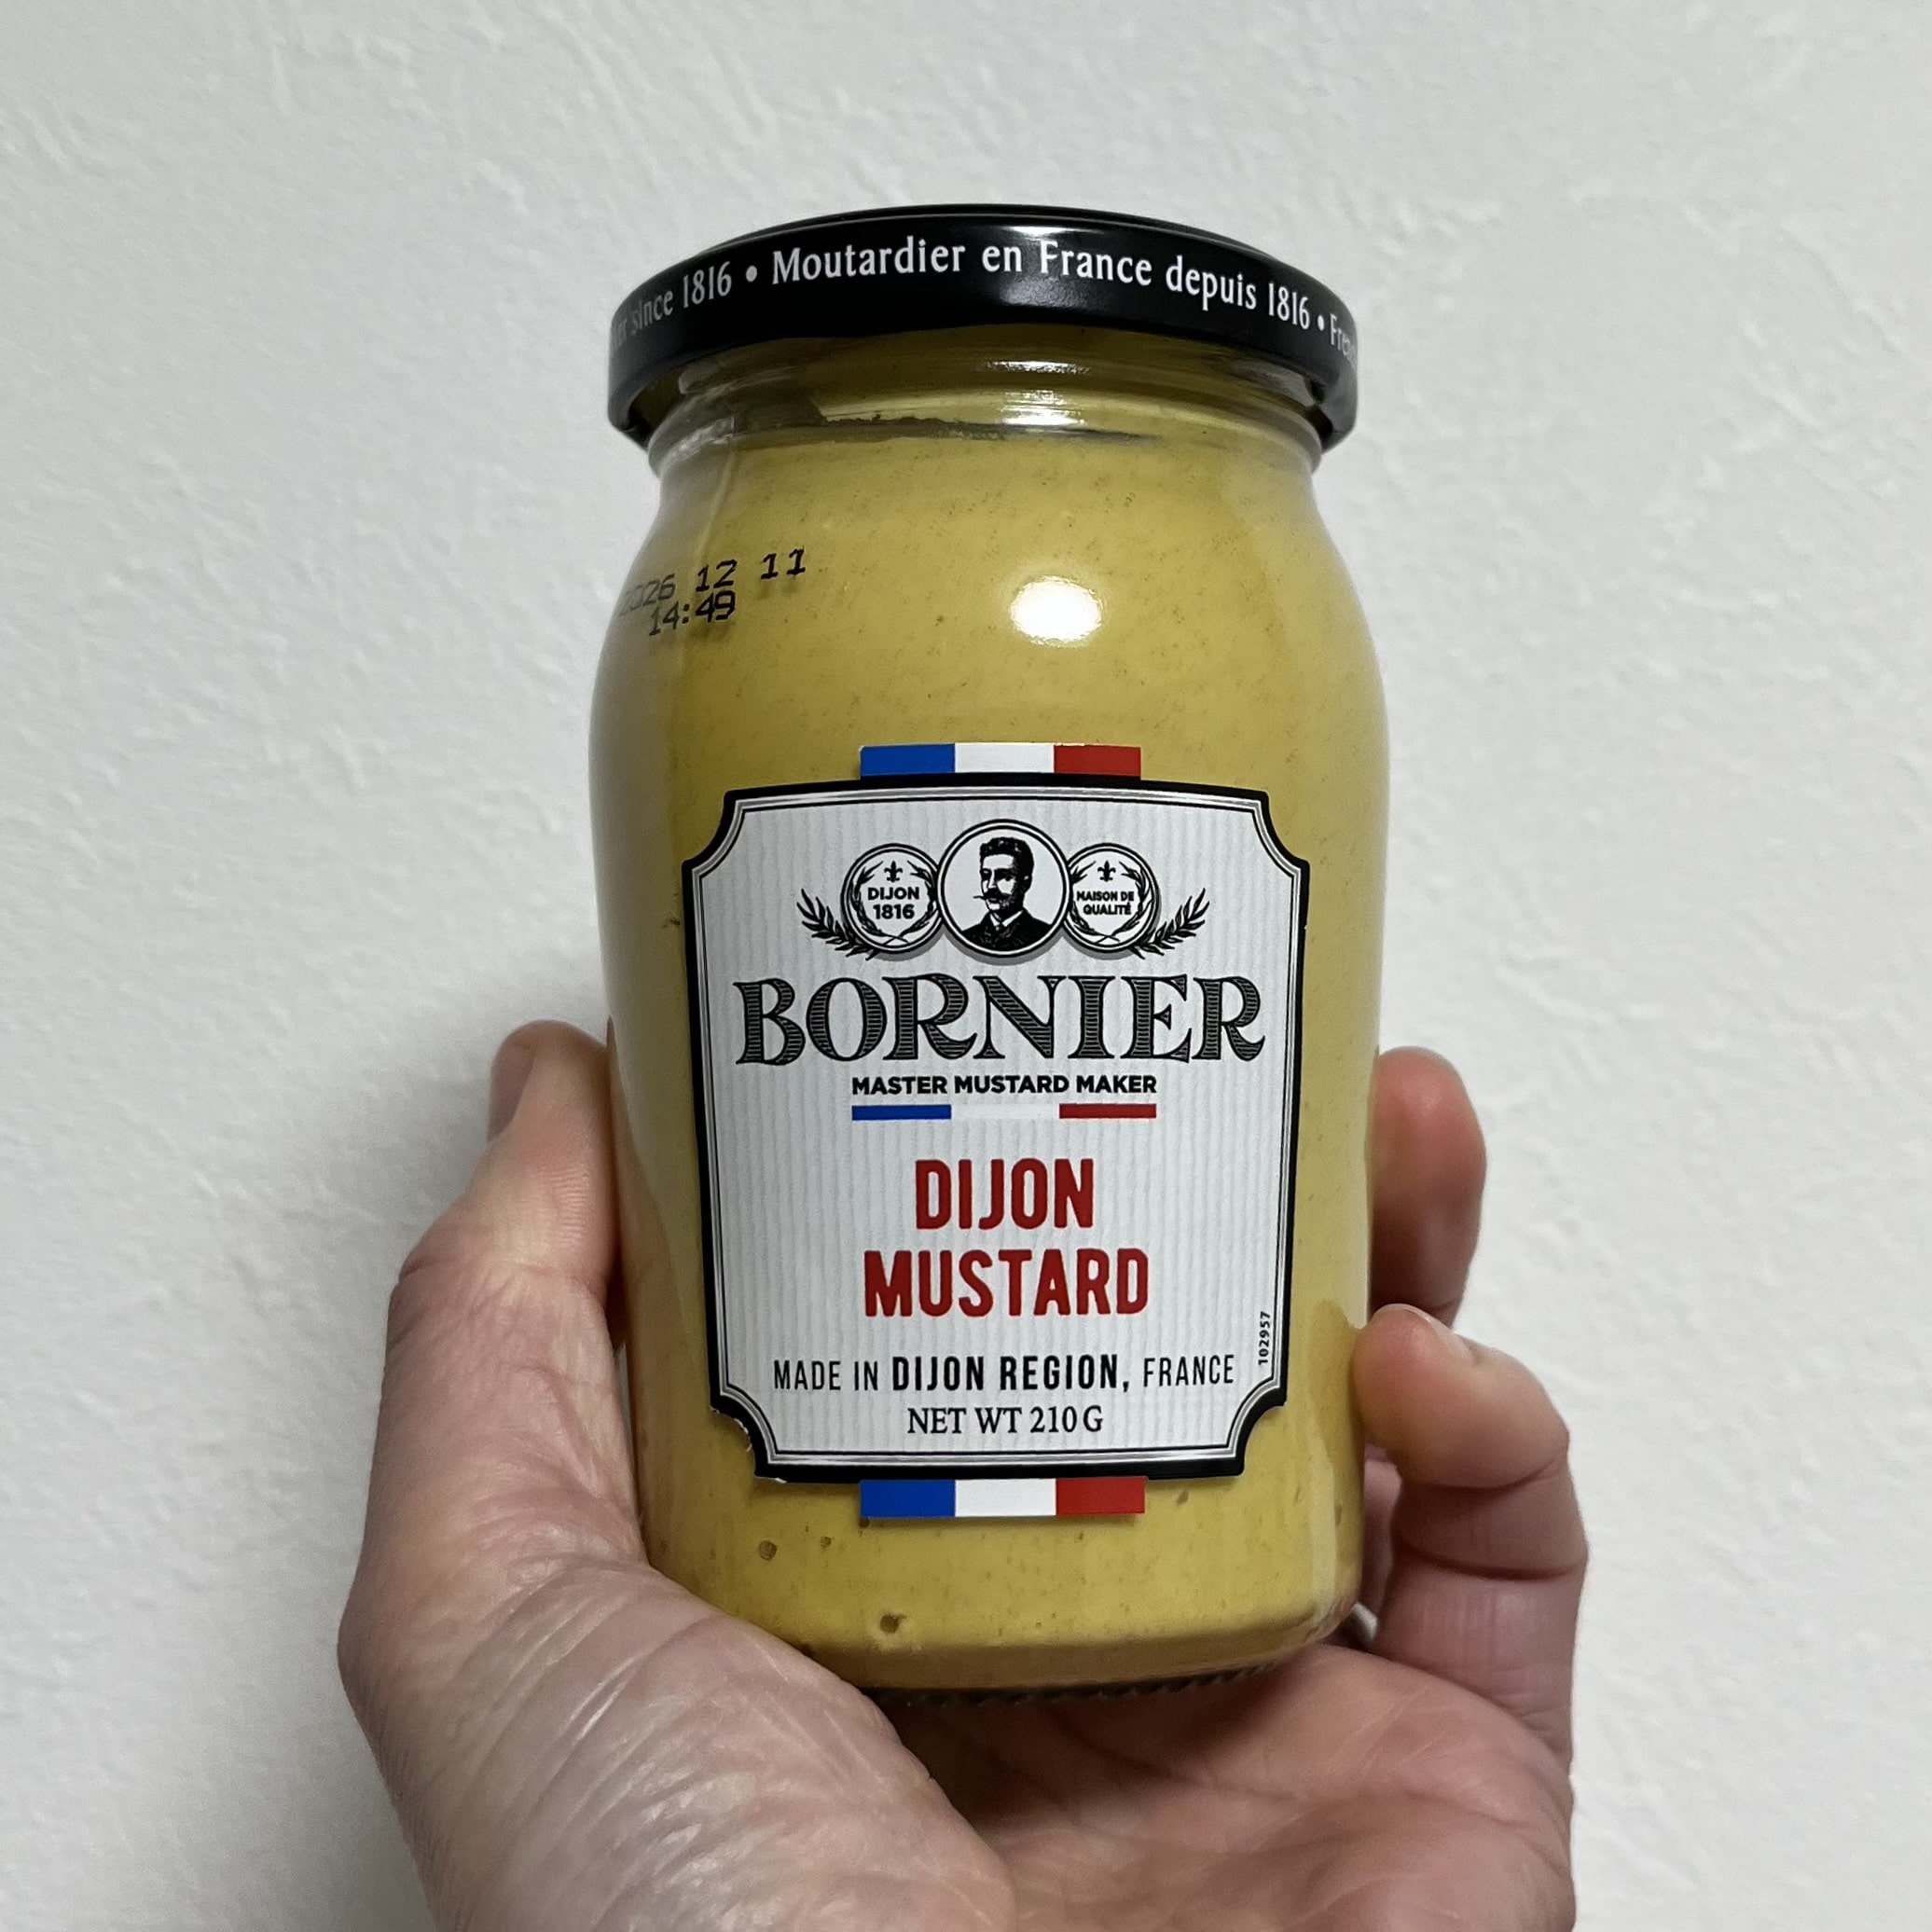 since 1816 • Moutardier en France depuis 1816 •
2026 12 11
14:49
DIJON
1816
MAISON DE
QUALITÉ
BORNIER
MASTER MUSTARD MAKER
DIJON
MUSTARD
MADE IN DIJON REGION, FRANCE
NET WT 210 G
102957